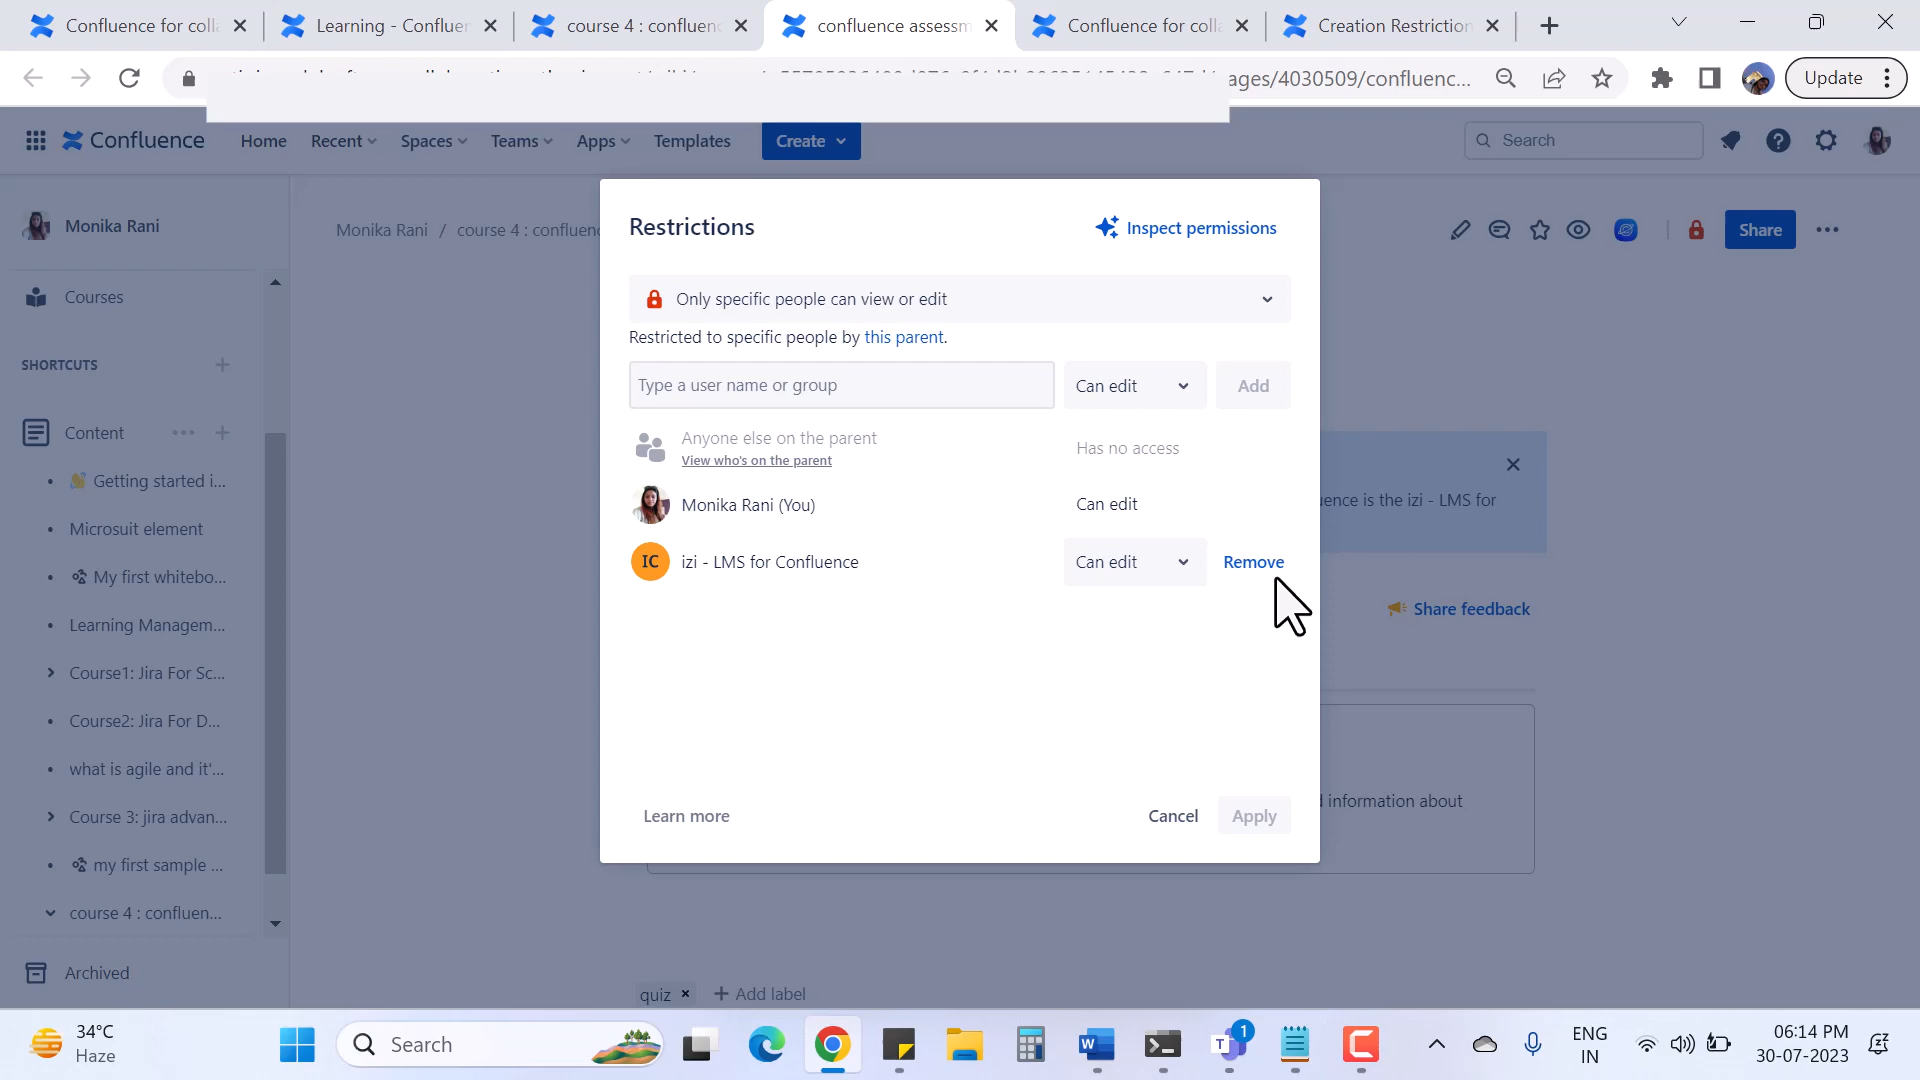 Confluence for colla
Learning - Confluen
course 4 : confluenc
confluence assessm
Confluence for colla
Creation Restriction
ages/4030509/confluenc...
Update
Confluence
Home
Recent
Spaces
Teams
Apps
Templates
Create
Search
Monika Rani
Courses
SHORTCUTS
Content
Getting started i...
Microsuit element
My first whitebo...
Learning Managem...
Course1: Jira For Sc...
Course2: Jira For D...
what is agile and it'...
Course 3: jira advan...
my first sample ...
course 4 : confluen...
Archived
Monika Rani / course 4 : confluenc
Share
Restrictions
Inspect permissions
Only specific people can view or edit
Restricted to specific people by this parent.
Type a user name or group
Can edit
Add
Anyone else on the parent
View who's on the parent
Has no access
Monika Rani (You)
Can edit
IC
izi - LMS for Confluence
Can edit
Remove
Learn more
Cancel
Apply
ence is the izi - LMS for
Share feedback
information about
quiz
Add label
34°C
Haze
Search
W
T
1
ENG
IN
06:14 PM
30-07-2023